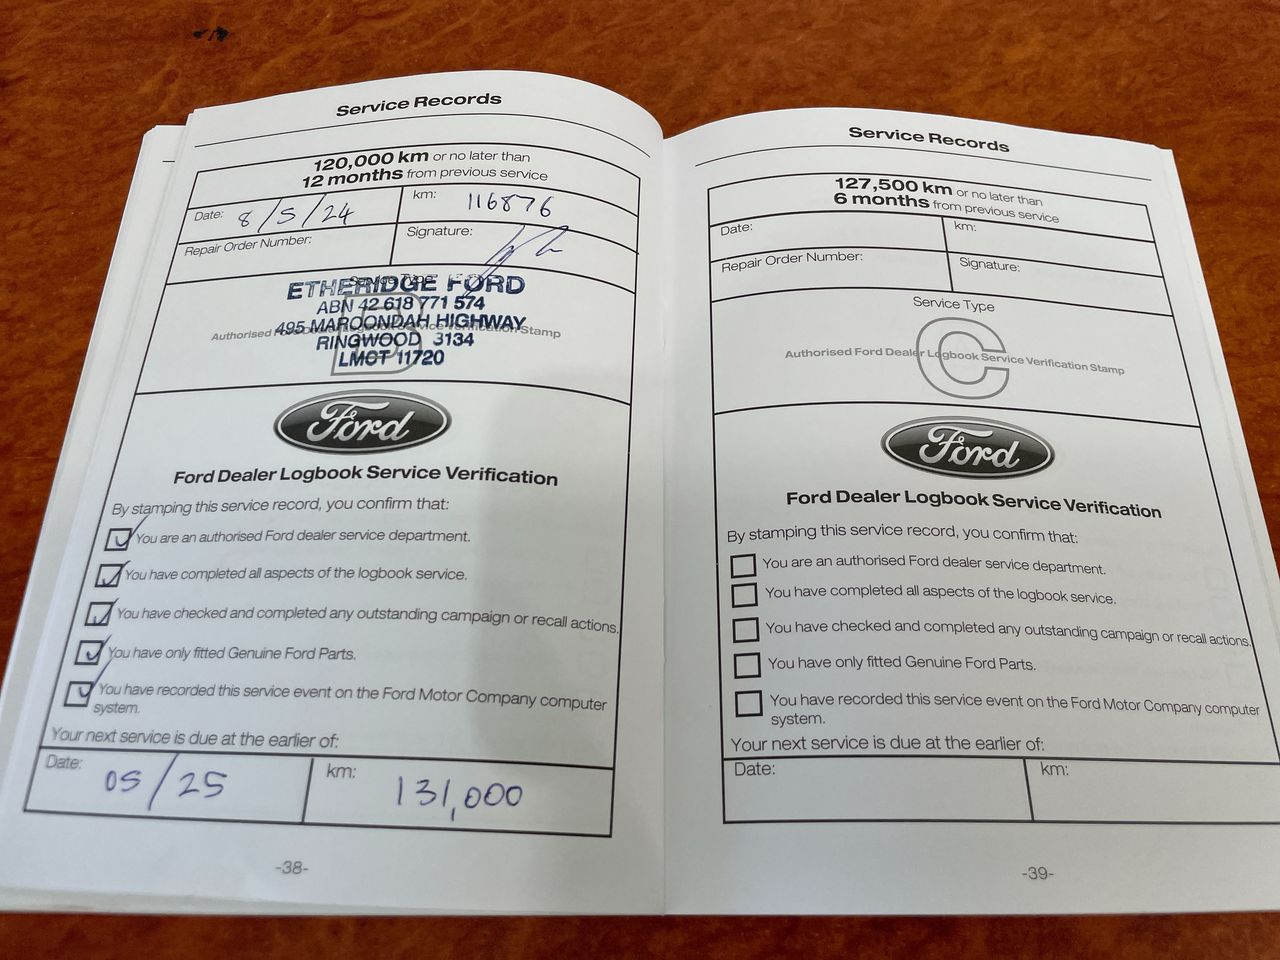 Service Records
120,000 km or no later than
12 months from previous service
Date: 8/5/24
km: 116876
Repair Order Number:
Signature:
Service Type
B
Authorised Ford Dealer Logbook Service Verification Stamp
ETHERIDGE FORD
ABN 42 618 771 574
495 MAROONDAH HIGHWAY
RINGWOOD 3134
LMCT 11720
Ford
Ford Dealer Logbook Service Verification
By stamping this service record, you confirm that:
You are an authorised Ford dealer service department.
You have completed all aspects of the logbook service.
You have checked and completed any outstanding campaign or recall actions.
You have only fitted Genuine Ford Parts.
You have recorded this service event on the Ford Motor Company computer
system.
Your next service is due at the earlier of:
Date: 05/25
km: 131,000
-38-
Service Records
127,500 km or no later than
6 months from previous service
Date:
km:
Repair Order Number:
Signature:
Service Type
C
Authorised Ford Dealer Logbook Service Verification Stamp
Ford
Ford Dealer Logbook Service Verification
By stamping this service record, you confirm that:
You are an authorised Ford dealer service department.
You have completed all aspects of the logbook service.
You have checked and completed any outstanding campaign or recall actions.
You have only fitted Genuine Ford Parts.
You have recorded this service event on the Ford Motor Company computer
system.
Your next service is due at the earlier of:
Date:
km:
-39-